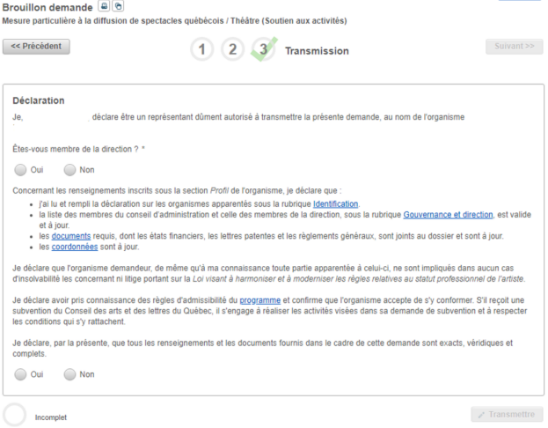 Brouillon demande
Mesure particulière à la diffusion de spectacles québécois / Théâtre (Soutien aux activités)
<< Précédent
1 2 3 Transmission
Suivant >>
Déclaration
Je, déclare être un représentant dûment autorisé à transmettre la présente demande, au nom de l'organisme
Êtes-vous membre de la direction ? *
Oui Non
Concernant les renseignements inscrits sous la section Profil de l'organisme, je déclare que :
• j'ai lu et rempli la déclaration sur les organismes apparentés sous la rubrique Identification.
• la liste des membres du conseil d'administration et celle des membres de la direction, sous la rubrique Gouvernance et direction, est valide
et à jour.
• les documents requis, dont les états financiers, les lettres patentes et les règlements généraux, sont joints au dossier et sont à jour.
• les coordonnées sont à jour.
Je déclare que l'organisme demandeur, de même qu'à ma connaissance toute partie apparentée à celui-ci, ne sont impliqués dans aucun cas
d'insolvabilité les concernant ni litige portant sur la Loi visant à harmoniser et à moderniser les règles relatives au statut professionnel de l'artiste.
Je déclare avoir pris connaissance des règles d'admissibilité du programme et confirme que l'organisme accepte de s'y conformer. S'il reçoit une
subvention du Conseil des arts et des lettres du Québec, il s'engage à réaliser les activités visées dans sa demande de subvention et à respecter
les conditions qui s'y rattachent.
Je déclare, par la présente, que tous les renseignements et les documents fournis dans le cadre de cette demande sont exacts, véridiques et
complets.
Oui Non
Incomplet
Transmettre